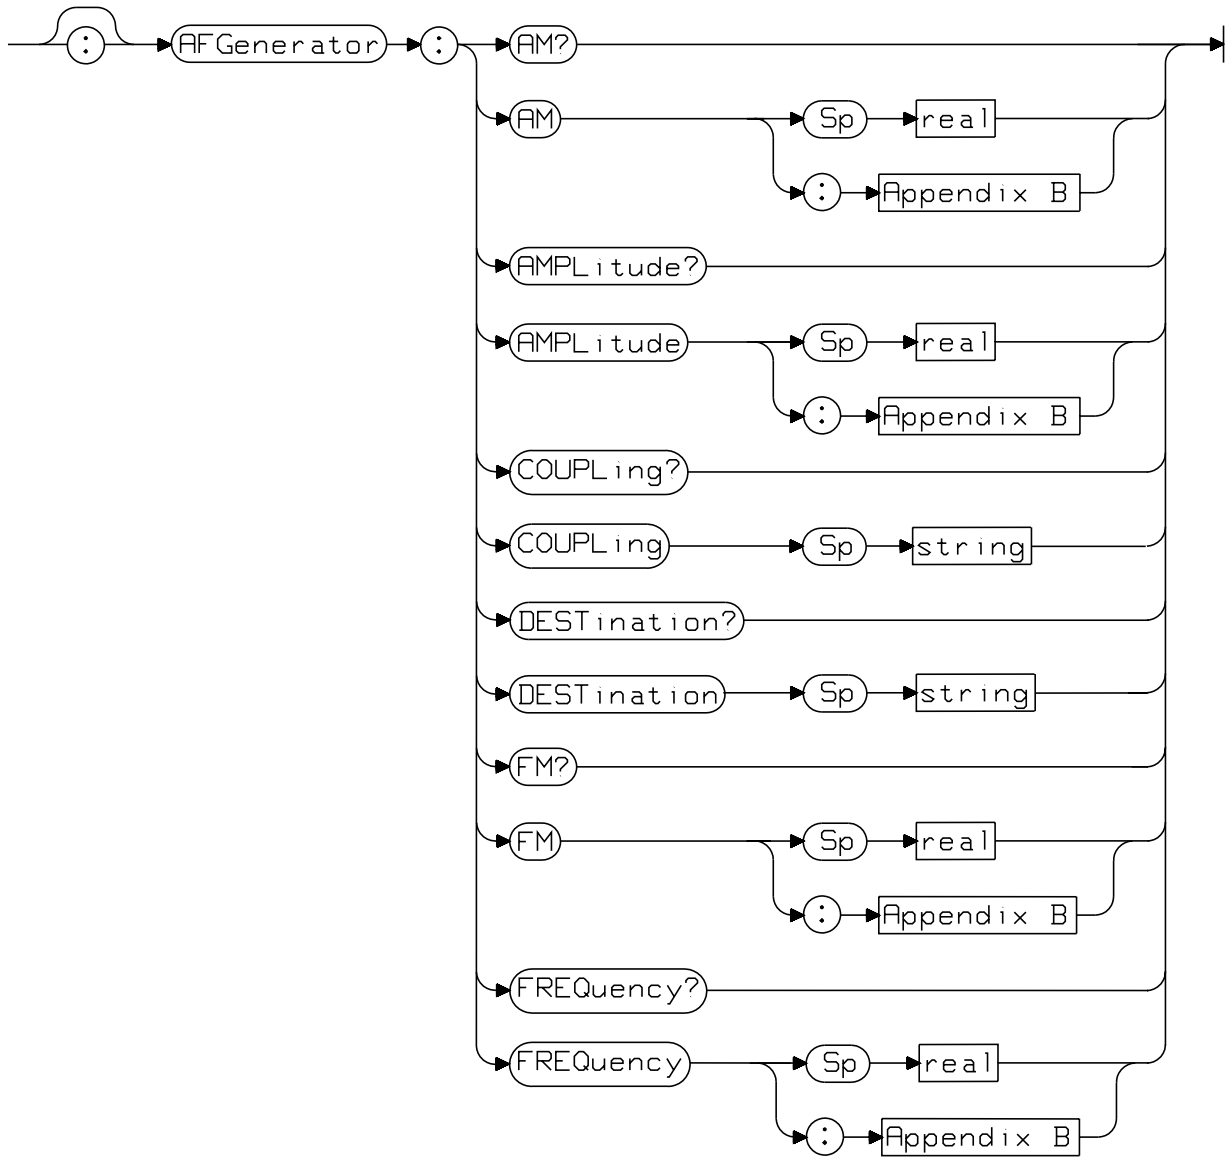 : AFGenerator : AM?
AM Sp real
: Appendix B
AMPLitude?
AMPLitude Sp real
: Appendix B
COUPLing?
COUPLing Sp string
DESTination?
DESTination Sp string
FM?
FM Sp real
: Appendix B
FREQuency?
FREQuency Sp real
: Appendix B